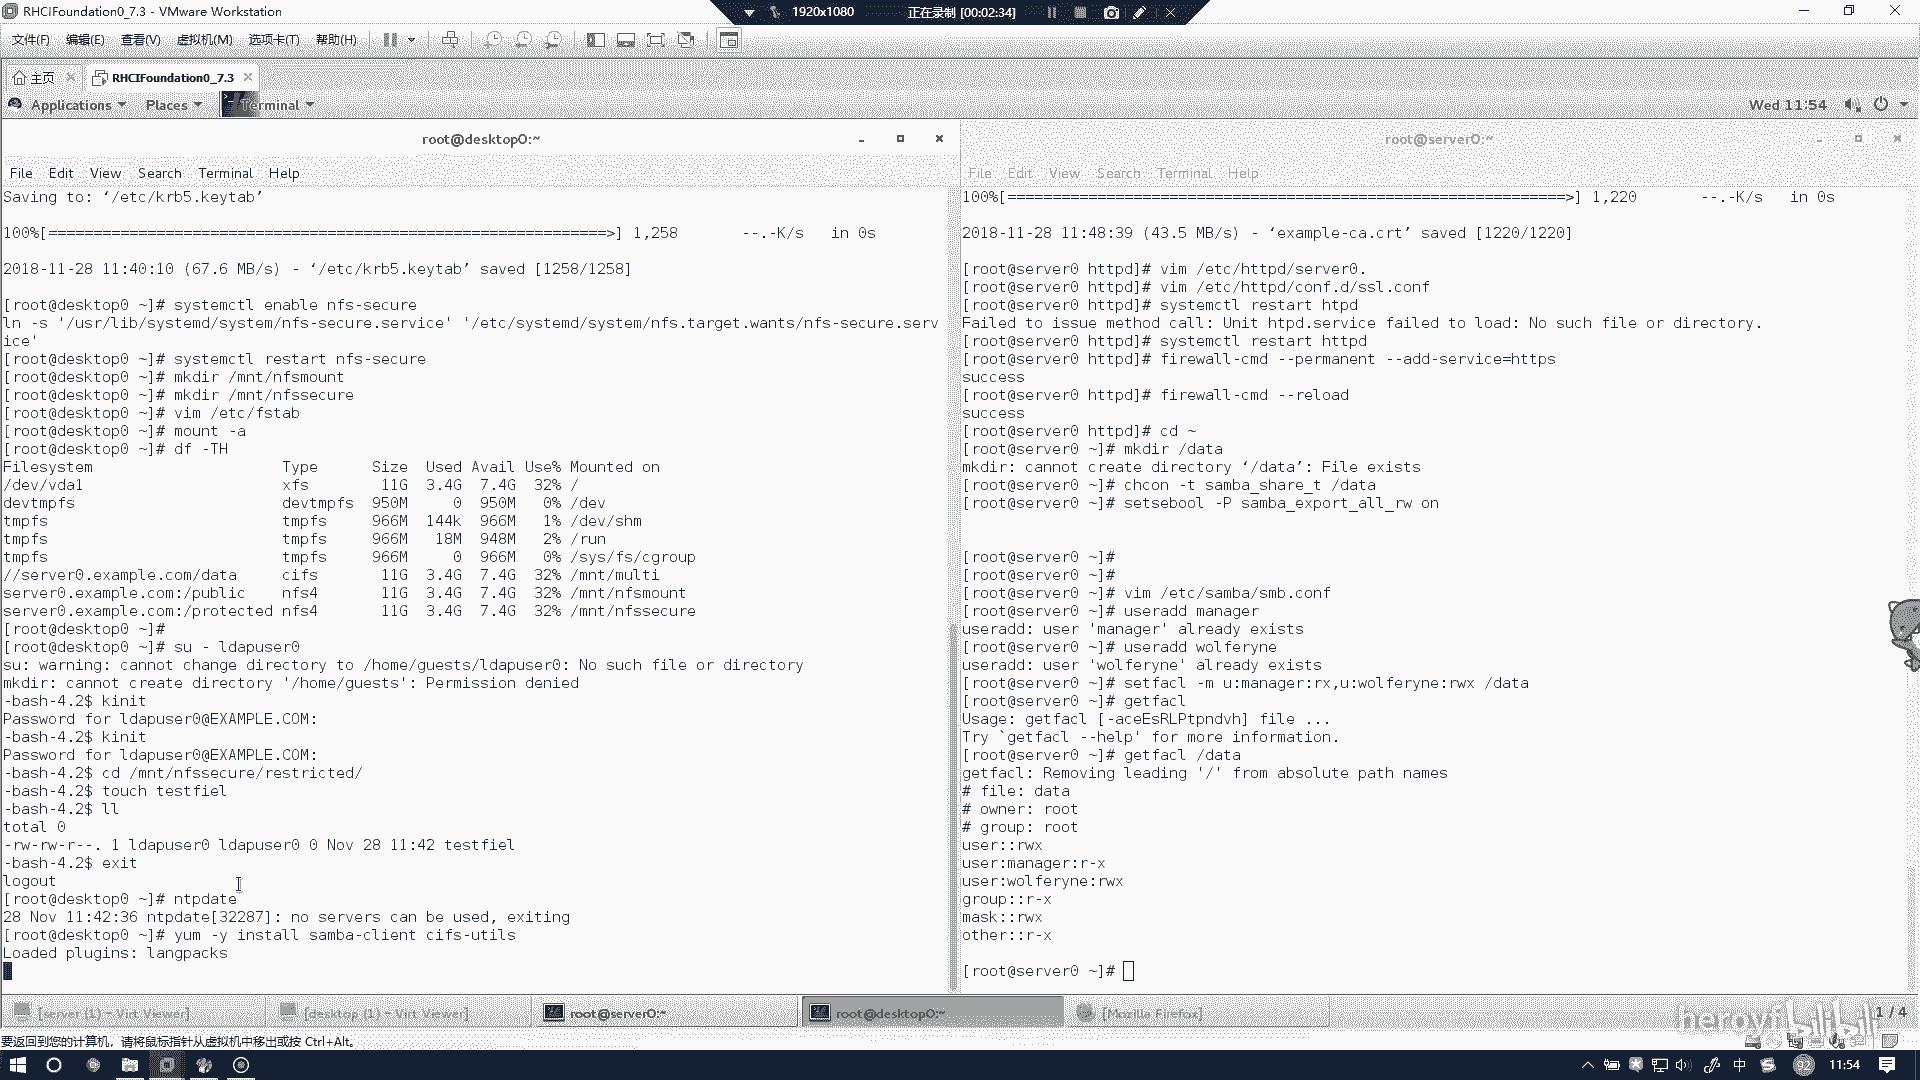 RHCIFoundation0_7.3 - VMware Workstation
1920x1080
正在录制 [00:02:34]
文件(F) 编辑(E) 查看(V) 虚拟机(M) 选项卡(T) 帮助(H)
主页
RHCIFoundation0_7.3
Applications Places Terminal
Wed 11:54
root@desktop0:~
File Edit View Search Terminal Help
Saving to: ‘/etc/krb5.keytab’
100%[==============================================================>] 1,258       --.-K/s   in 0s
2018-11-28 11:40:10 (67.6 MB/s) - ‘/etc/krb5.keytab’ saved [1258/1258]
[root@desktop0 ~]# systemctl enable nfs-secure
ln -s '/usr/lib/systemd/system/nfs-secure.service' '/etc/systemd/system/nfs.target.wants/nfs-secure.serv
ice'
[root@desktop0 ~]# systemctl restart nfs-secure
[root@desktop0 ~]# mkdir /mnt/nfsmount
[root@desktop0 ~]# mkdir /mnt/nfssecure
[root@desktop0 ~]# vim /etc/fstab
[root@desktop0 ~]# mount -a
[root@desktop0 ~]# df -TH
Filesystem                     Type      Size  Used Avail Use% Mounted on
/dev/vda1                      xfs        11G  3.4G  7.4G  32% /
devtmpfs                       devtmpfs  950M     0  950M   0% /dev
tmpfs                          tmpfs     966M  144k  966M   1% /dev/shm
tmpfs                          tmpfs     966M   18M  948M   2% /run
tmpfs                          tmpfs     966M     0  966M   0% /sys/fs/cgroup
//server0.example.com/data     cifs       11G  3.4G  7.4G  32% /mnt/multi
server0.example.com:/public    nfs4       11G  3.4G  7.4G  32% /mnt/nfsmount
server0.example.com:/protected nfs4       11G  3.4G  7.4G  32% /mnt/nfssecure
[root@desktop0 ~]#
[root@desktop0 ~]# su - ldapuser0
su: warning: cannot change directory to /home/guests/ldapuser0: No such file or directory
mkdir: cannot create directory '/home/guests': Permission denied
-bash-4.2$ kinit
Password for ldapuser0@EXAMPLE.COM:
-bash-4.2$ kinit
Password for ldapuser0@EXAMPLE.COM:
-bash-4.2$ cd /mnt/nfssecure/restricted/
-bash-4.2$ touch testfiel
-bash-4.2$ ll
total 0
-rw-rw-r--. 1 ldapuser0 ldapuser0 0 Nov 28 11:42 testfiel
-bash-4.2$ exit
logout
[root@desktop0 ~]# ntpdate
28 Nov 11:42:36 ntpdate[32287]: no servers can be used, exiting
[root@desktop0 ~]# yum -y install samba-client cifs-utils
Loaded plugins: langpacks
root@server0:~
File Edit View Search Terminal Help
100%[==============================================================>] 1,220       --.-K/s   in 0s
2018-11-28 11:48:39 (43.5 MB/s) - ‘example-ca.crt’ saved [1220/1220]
[root@server0 httpd]# vim /etc/httpd/server0.
[root@server0 httpd]# vim /etc/httpd/conf.d/ssl.conf
[root@server0 httpd]# systemctl restart htpd
Failed to issue method call: Unit htpd.service failed to load: No such file or directory.
[root@server0 httpd]# systemctl restart httpd
[root@server0 httpd]# firewall-cmd --permanent --add-service=https
success
[root@server0 httpd]# firewall-cmd --reload
success
[root@server0 httpd]# cd ~
[root@server0 ~]# mkdir /data
mkdir: cannot create directory ‘/data’: File exists
[root@server0 ~]# chcon -t samba_share_t /data
[root@server0 ~]# setsebool -P samba_export_all_rw on
[root@server0 ~]#
[root@server0 ~]#
[root@server0 ~]# vim /etc/samba/smb.conf
[root@server0 ~]# useradd manager
useradd: user 'manager' already exists
[root@server0 ~]# useradd wolferyne
useradd: user 'wolferyne' already exists
[root@server0 ~]# setfacl -m u:manager:rx,u:wolferyne:rwx /data
[root@server0 ~]# getfacl
Usage: getfacl [-aceEsRLPtpndvh] file ...
Try `getfacl --help' for more information.
[root@server0 ~]# getfacl /data
getfacl: Removing leading '/' from absolute path names
# file: data
# owner: root
# group: root
user::rwx
user:manager:r-x
user:wolferyne:rwx
group::r-x
mask::rwx
other::r-x
[root@server0 ~]#
[server (1) - Virt Viewer]
[desktop (1) - Virt Viewer]
root@server0:~
root@desktop0:~
[Mozilla Firefox]
1 / 4
bilibili
要返回到您的计算机，请将鼠标指针从虚拟机中移出或按 Ctrl+Alt。
中
92
11:54